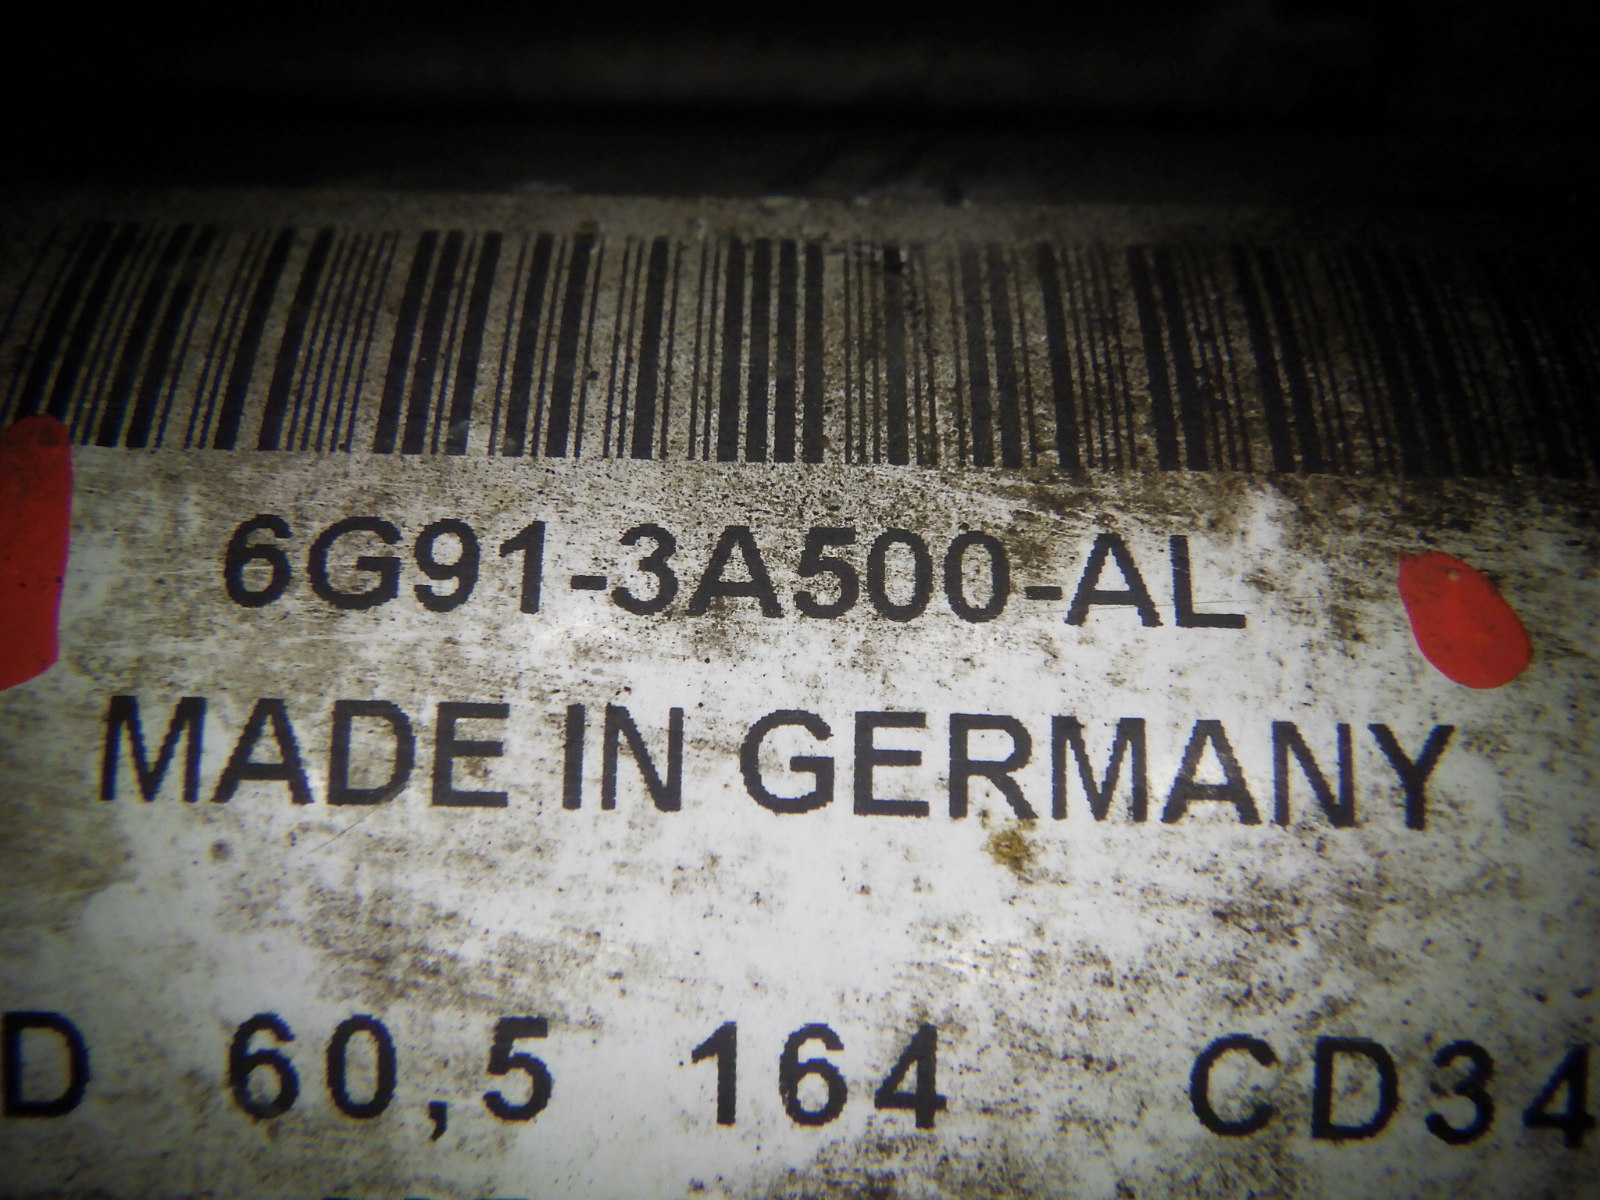 6G91-3A500-AL
MADE IN GERMANY
D 60,5 164 CD34